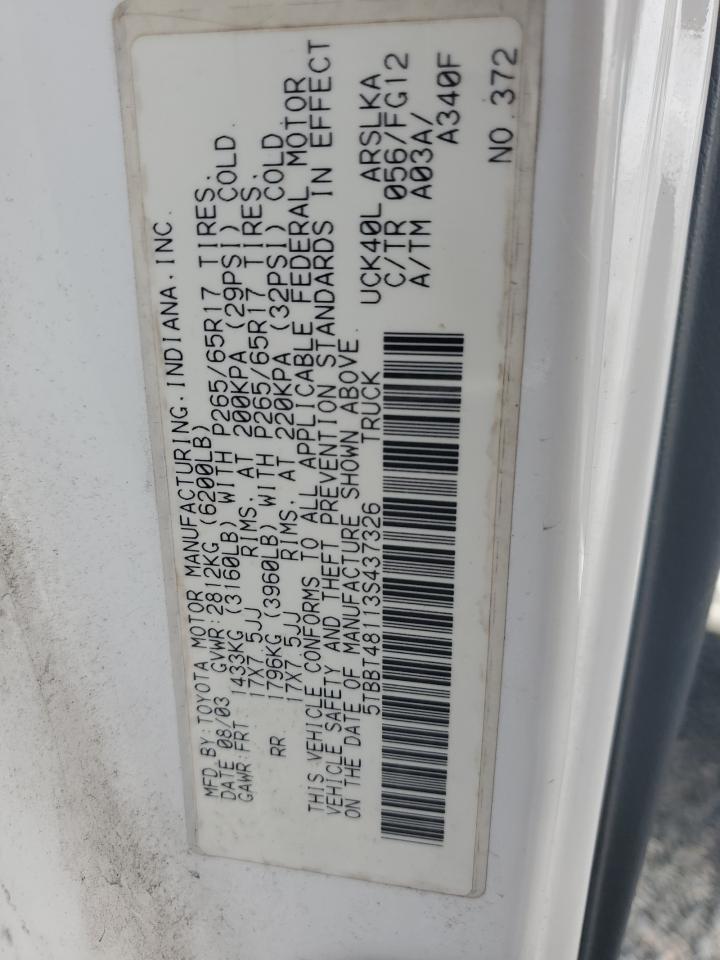 MFD BY:TOYOTA MOTOR MANUFACTURING.INDIANA.INC.
DATE 08/03 GVWR:2812KG (6200LB)
GAWR:FRT 1433KG (3160LB) WITH P265/65R17 TIRES.
17X7.5JJ RIMS. AT 200KPA (29PSI) COLD.
RR 1796KG (3960LB) WITH P265/65R17 TIRES.
17X7.5JJ RIMS. AT 220KPA (32PSI) COLD
THIS VEHICLE CONFORMS TO ALL APPLICABLE FEDERAL MOTOR
VEHICLE SAFETY AND THEFT PREVENTION STANDARDS IN EFFECT
ON THE DATE OF MANUFACTURE SHOWN ABOVE.
5TBBT48113S437326 TRUCK
UCK40L ARSLKA
C/TR 056/FG12
A/TM A03A/
A340F
NO.372